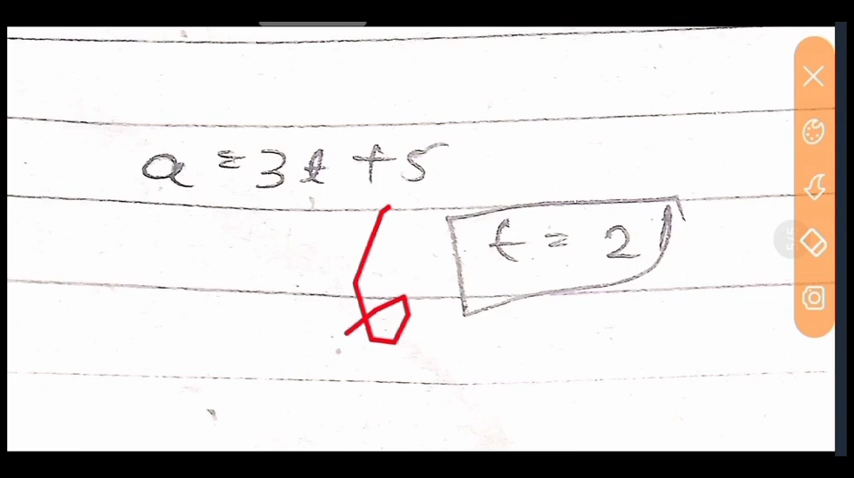 a = 3t + 5
t = 2
6